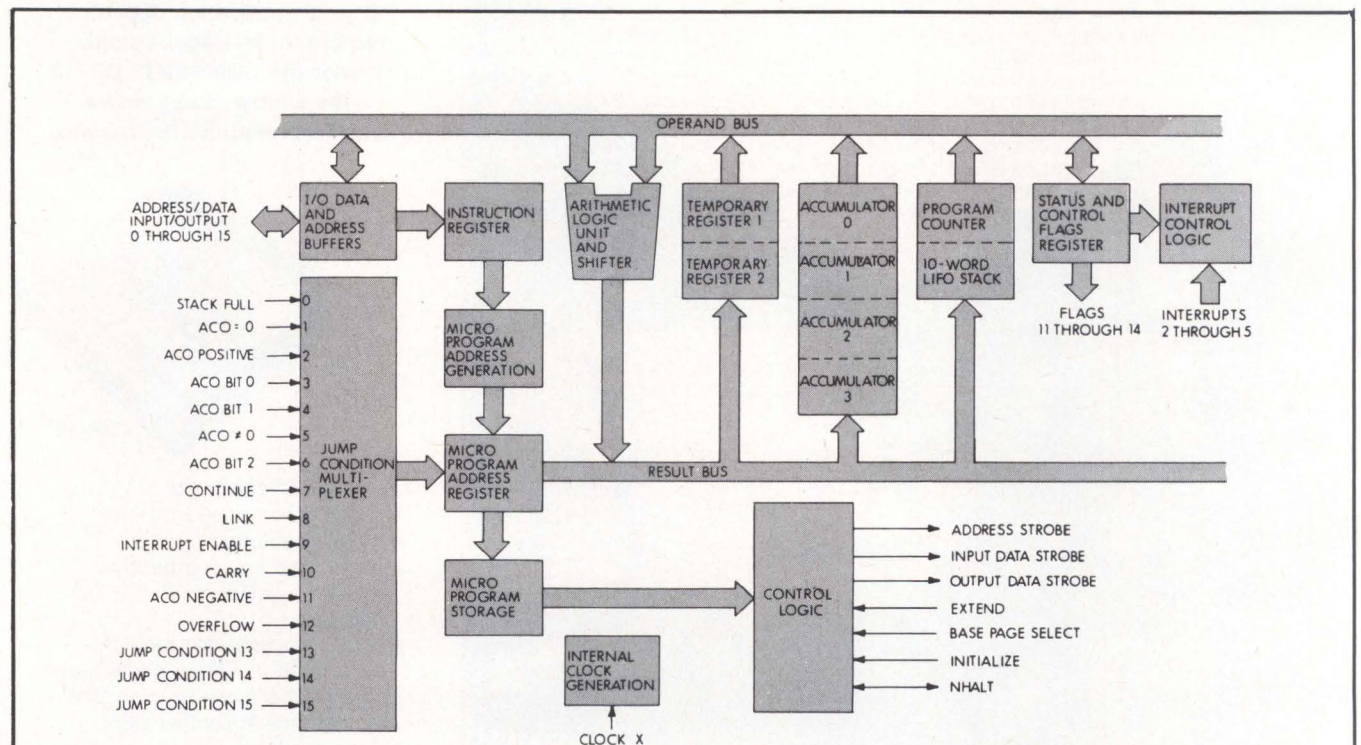 OPERAND BUS
ADDRESS/DATA
INPUT/OUTPUT
0 THROUGH 15
I/O DATA
AND
ADDRESS
BUFFERS
INSTRUCTION
REGISTER
ARITHMETIC
LOGIC
UNIT
AND
SHIFTER
TEMPORARY
REGISTER 1
TEMPORARY
REGISTER 2
ACCUMULATOR
0
ACCUMULATOR
1
ACCUMULATOR
2
ACCUMULATOR
3
PROGRAM
COUNTER
10-WORD
LIFO STACK
STATUS AND
CONTROL
FLAGS
REGISTER
INTERRUPT
CONTROL
LOGIC
FLAGS
11 THROUGH 14
INTERRUPTS
2 THROUGH 5
STACK FULL 0
ACO = 0 1
ACO POSITIVE 2
ACO BIT 0 3
ACO BIT 1 4
ACO ≠ 0 5
ACO BIT 2 6
CONTINUE 7
LINK 8
INTERRUPT ENABLE 9
CARRY 10
ACO NEGATIVE 11
OVERFLOW 12
JUMP CONDITION 13 13
JUMP CONDITION 14 14
JUMP CONDITION 15 15
JUMP
CONDITION
MULTI-
PLEXER
MICRO
PROGRAM
ADDRESS
GENERATION
MICRO
PROGRAM
ADDRESS
REGISTER
RESULT BUS
MICRO
PROGRAM
STORAGE
INTERNAL
CLOCK
GENERATION
CLOCK X
CONTROL
LOGIC
ADDRESS STROBE
INPUT DATA STROBE
OUTPUT DATA STROBE
EXTEND
BASE PAGE SELECT
INITIALIZE
NHALT